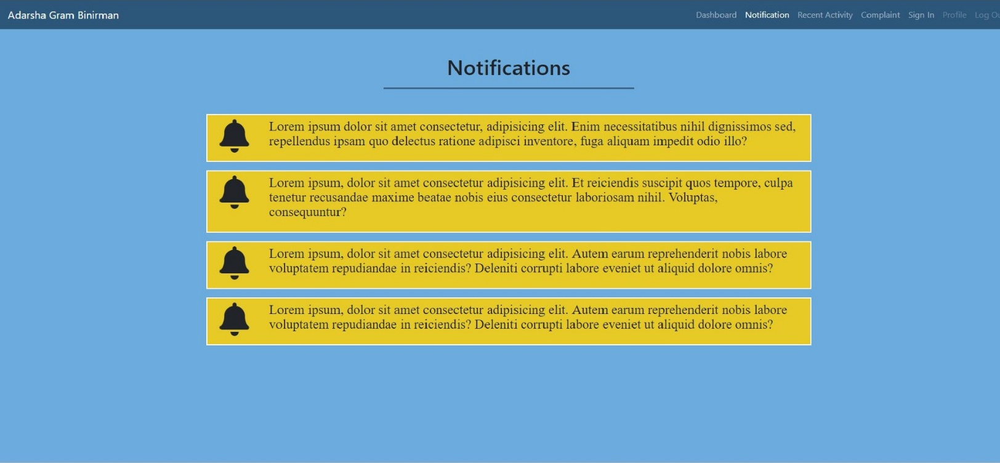 Adarsha Gram Binirman
Dashboard Notification Recent Activity Complaint Sign In Profile Log
Notifications
Lorem ipsum dolor sit amet consectetur, adipisicing elit. Enim necessitatibus nihil dignissimos sed,
repellendus ipsam quo delectus ratione adipisci inventore, fuga aliquam impedit odio illo?
Lorem ipsum, dolor sit amet consectetur adipisicing elit. Et reiciendis suscipit quos tempore, culpa
tenetur recusandae maxime beatae nobis eius consectetur laboriosam nihil. Voluptas,
consequuntur?
Lorem ipsum, dolor sit amet consectetur adipisicing elit. Autem earum reprehenderit nobis labore
voluptatem repudiandae in reiciendis? Deleniti corrupti labore eveniet ut aliquid dolore omnis?
Lorem ipsum, dolor sit amet consectetur adipisicing elit. Autem earum reprehenderit nobis labore
voluptatem repudiandae in reiciendis? Deleniti corrupti labore eveniet ut aliquid dolore omnis?